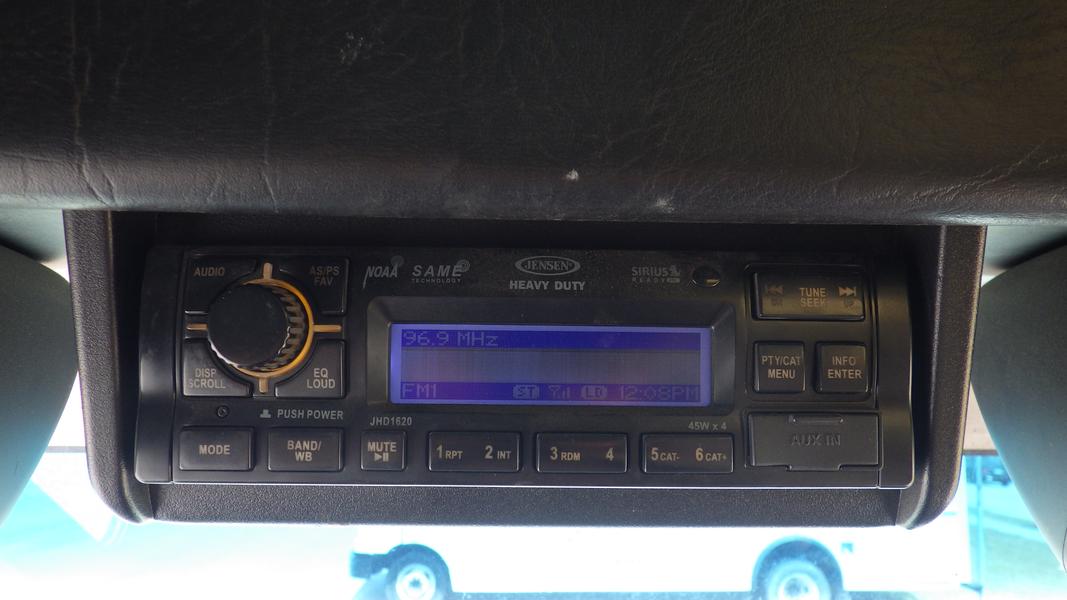 AUDIO
AS/PS
FAV
NOAA
SAME
TECHNOLOGY
JENSEN
HEAVY DUTY
SIRIUS
READY
TUNE
SEEK
96.9 MHz
FM1 ST LD 12:08PM
DISP
SCROLL
EQ
LOUD
PTY/CAT
MENU
INFO
ENTER
PUSH POWER
JHD1620
45W x 4
AUX IN
MODE
BAND/
WB
MUTE
1 RPT 2 INT
3 RDM 4
5 CAT- 6 CAT+